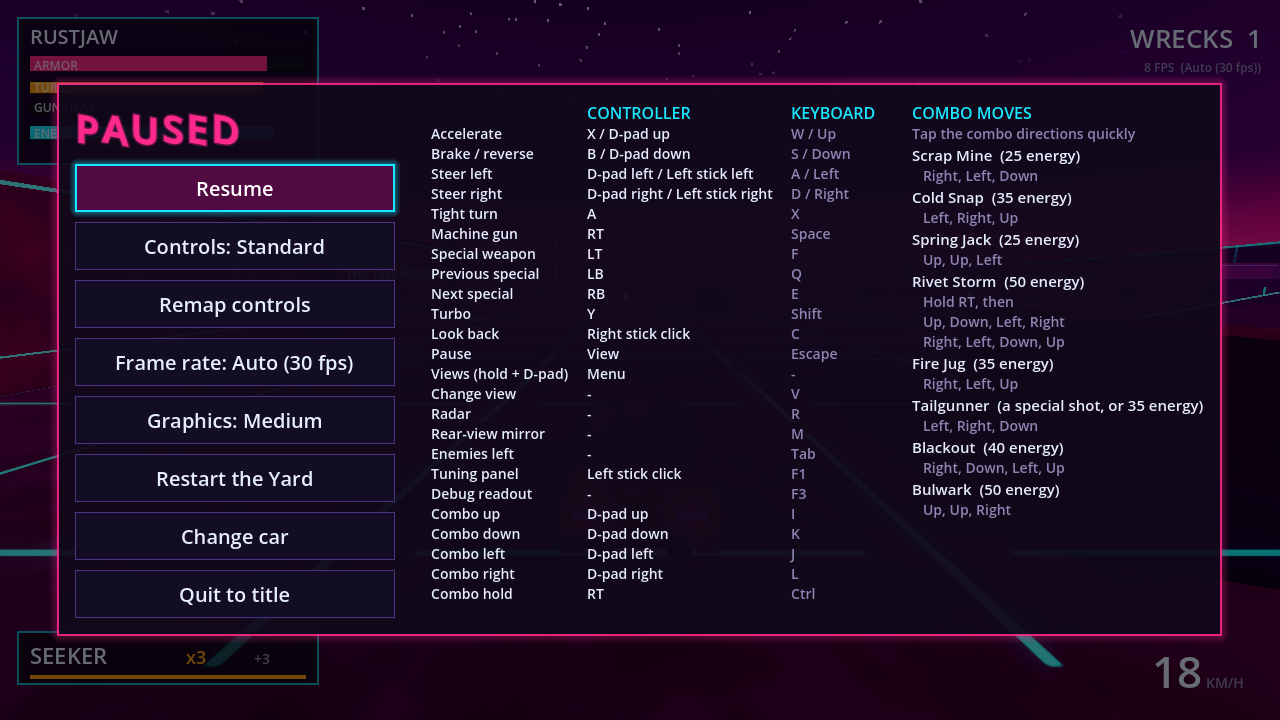 RUSTJAW
WRECKS 1
ARMOR
8 FPS (Auto (30 fps))
GUN HEAT
PAUSED
Resume
Controls: Standard
Remap controls
Frame rate: Auto (30 fps)
Graphics: Medium
Restart the Yard
Change car
Quit to title
CONTROLLER KEYBOARD
Accelerate X / D-pad up W / Up
Brake / reverse B / D-pad down S / Down
Steer left D-pad left / Left stick left A / Left
Steer right D-pad right / Left stick right D / Right
Tight turn A X
Machine gun RT Space
Special weapon LT F
Previous special LB Q
Next special RB E
Turbo Y Shift
Look back Right stick click C
Pause View Escape
Views (hold + D-pad) Menu -
Change view - V
Radar - R
Rear-view mirror - M
Enemies left - Tab
Tuning panel Left stick click F1
Debug readout - F3
Combo up D-pad up I
Combo down D-pad down K
Combo left D-pad left J
Combo right D-pad right L
Combo hold RT Ctrl
COMBO MOVES
Tap the combo directions quickly
Scrap Mine (25 energy)
Right, Left, Down
Cold Snap (35 energy)
Left, Right, Up
Spring Jack (25 energy)
Up, Up, Left
Rivet Storm (50 energy)
Hold RT, then
Up, Down, Left, Right
Right, Left, Down, Up
Fire Jug (35 energy)
Right, Left, Up
Tailgunner (a special shot, or 35 energy)
Left, Right, Down
Blackout (40 energy)
Right, Down, Left, Up
Bulwark (50 energy)
Up, Up, Right
SEEKER x3 +3
18 KM/H